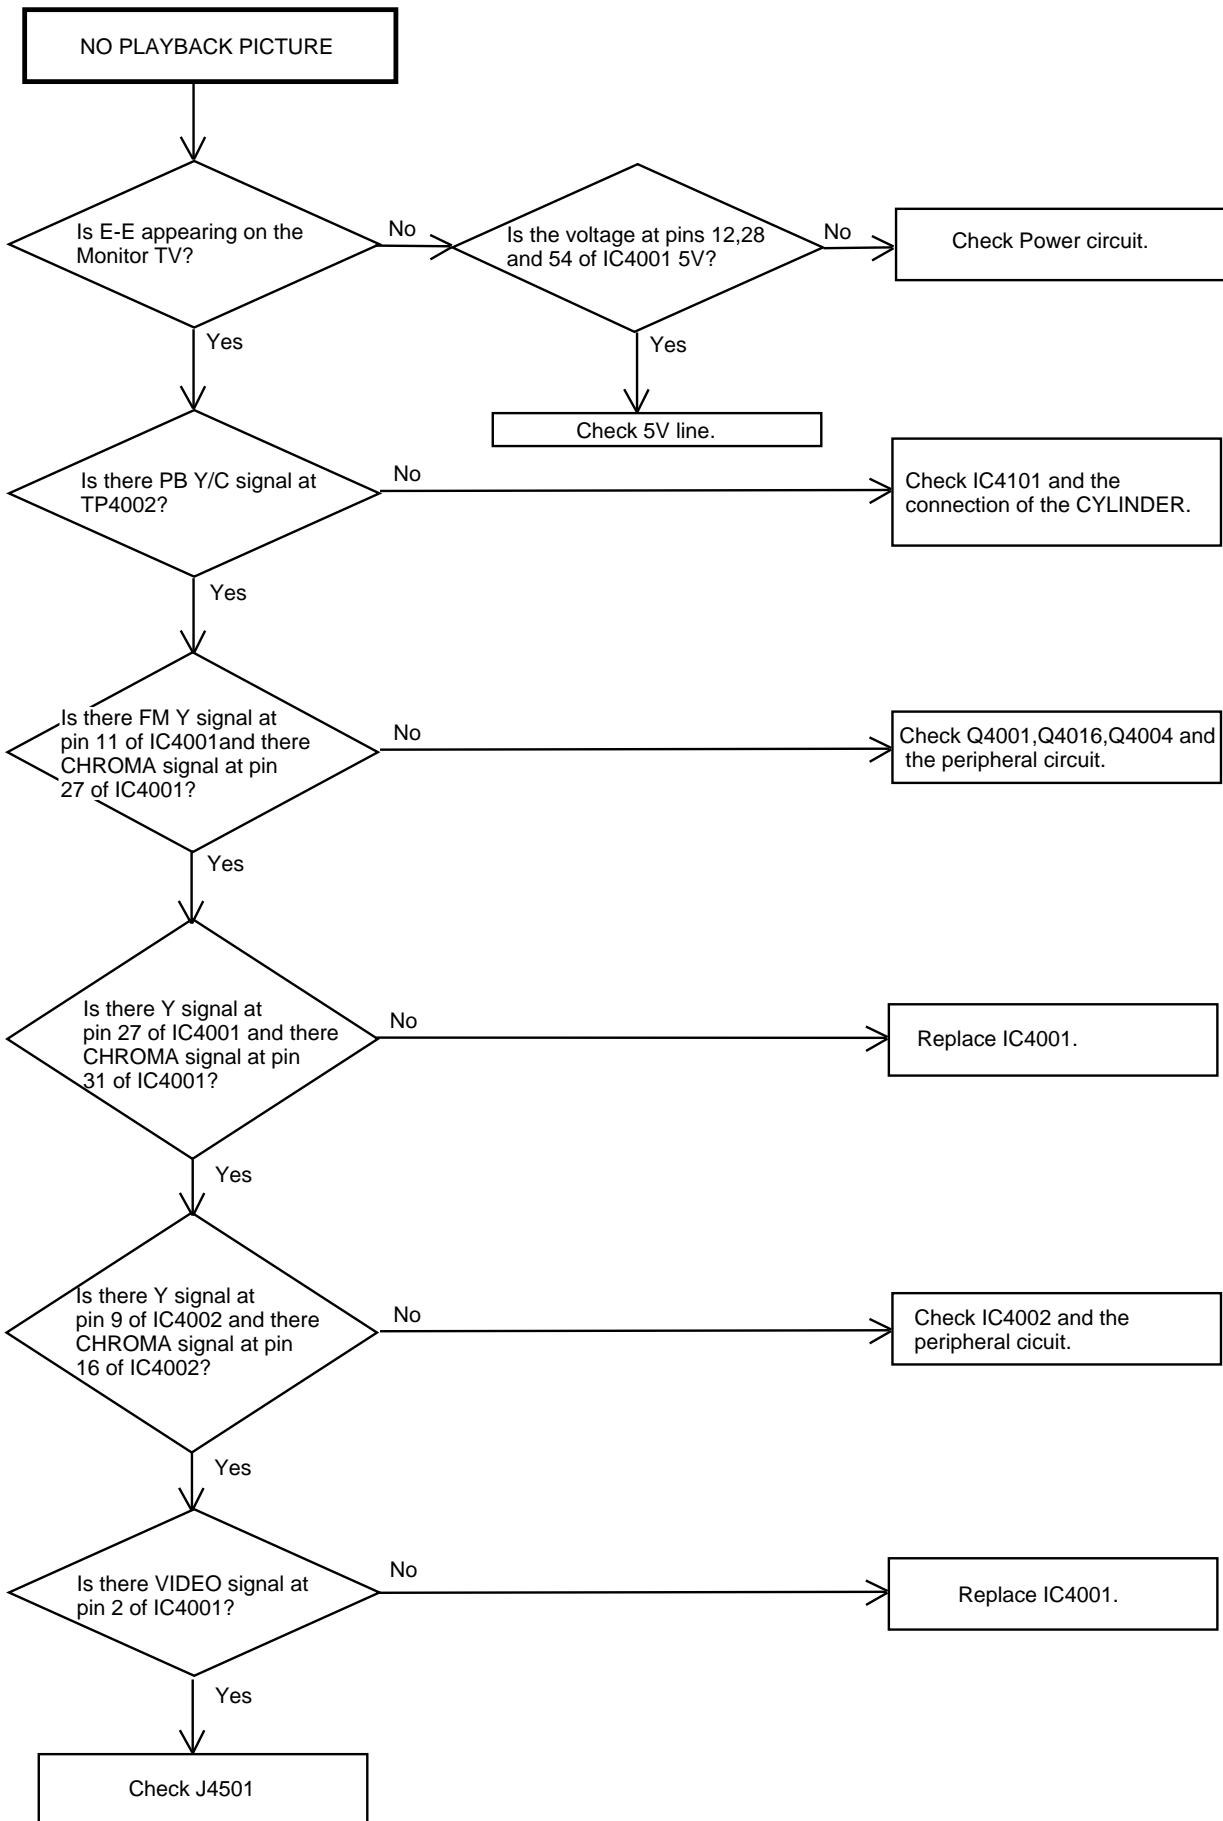 NO PLAYBACK PICTURE
Is E-E appearing on the
Monitor TV?
No
Is the voltage at pins 12,28
and 54 of IC4001 5V?
No
Check Power circuit.
Yes
Yes
Check 5V line.
Is there PB Y/C signal at
TP4002?
No
Check IC4101 and the
connection of the CYLINDER.
Yes
Is there FM Y signal at
pin 11 of IC4001and there
CHROMA signal at pin
27 of IC4001?
No
Check Q4001,Q4016,Q4004 and
the peripheral circuit.
Yes
Is there Y signal at
pin 27 of IC4001 and there
CHROMA signal at pin
31 of IC4001?
No
Replace IC4001.
Yes
Is there Y signal at
pin 9 of IC4002 and there
CHROMA signal at pin
16 of IC4002?
No
Check IC4002 and the
peripheral cicuit.
Yes
Is there VIDEO signal at
pin 2 of IC4001?
No
Replace IC4001.
Yes
Check J4501